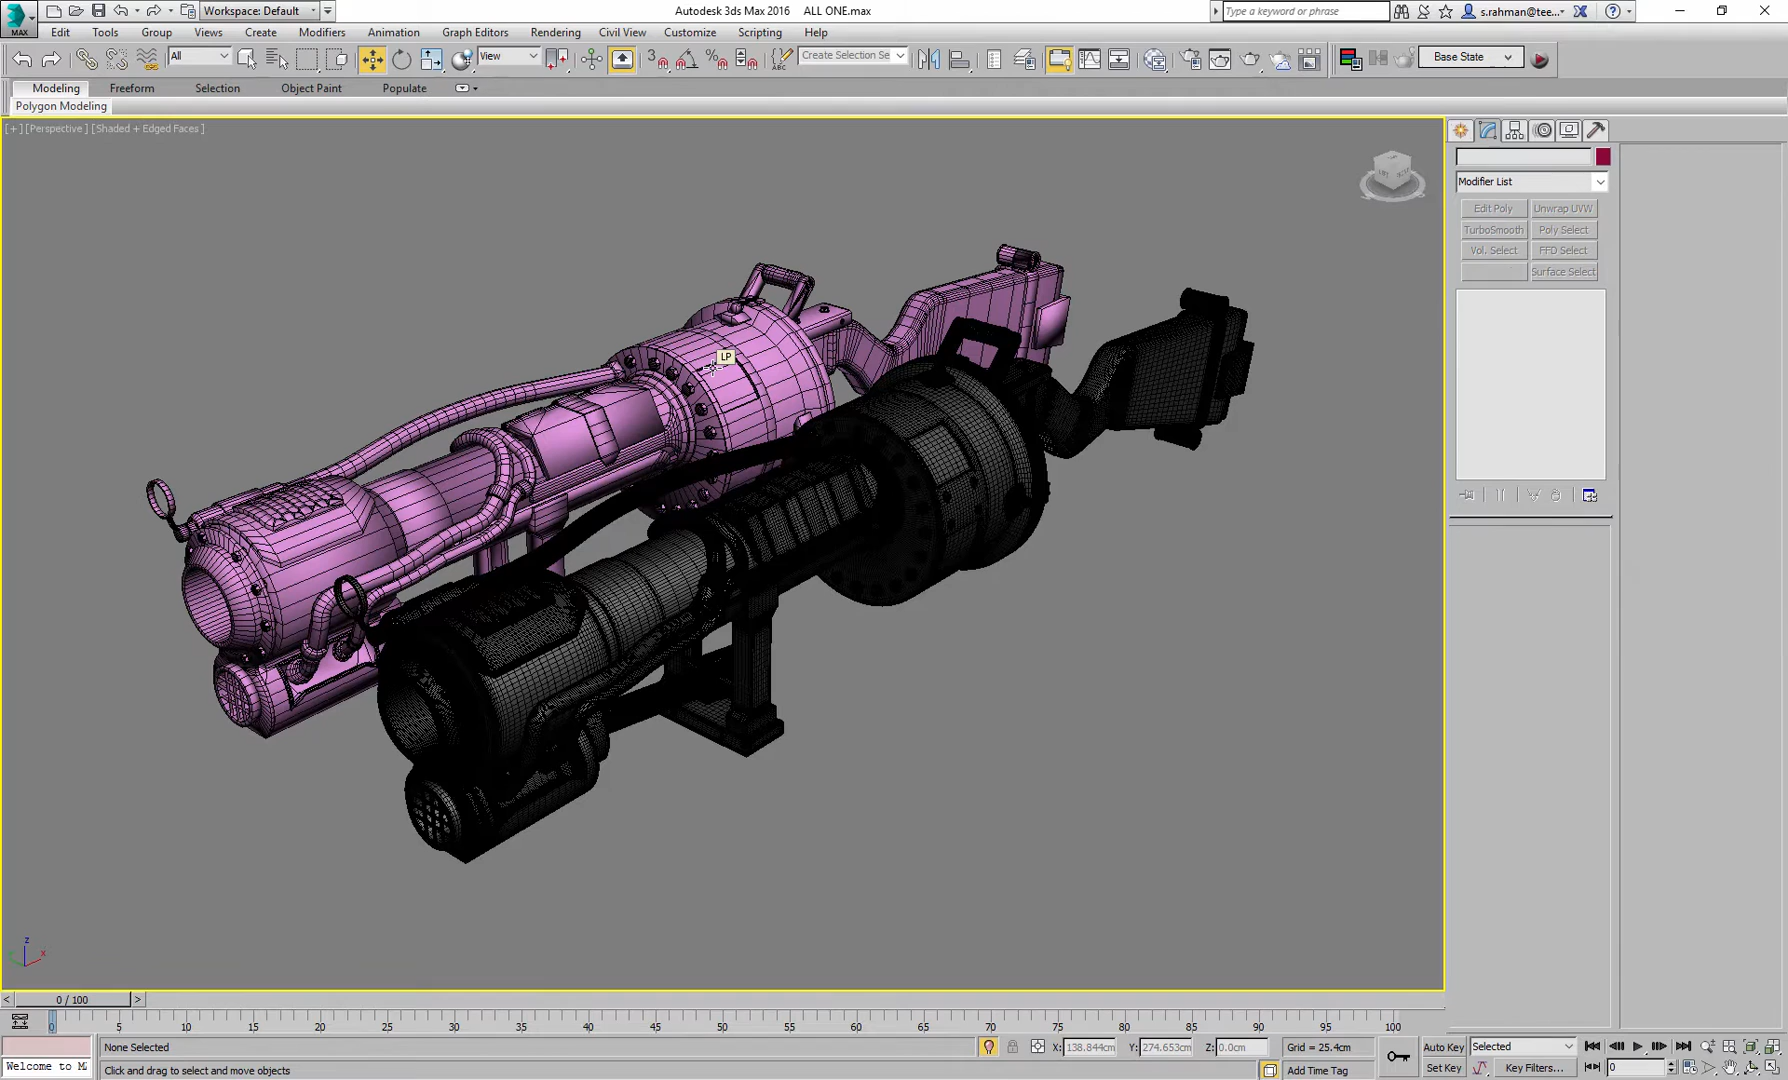 MAX
Workspace: Default
Autodesk 3ds Max 2016 ALL ONE.max
Type a keyword or phrase
s.rahman@tee...
Edit Tools Group Views Create Modifiers Animation Graph Editors Rendering Civil View Customize Scripting Help
All
View
3
Create Selection Se
Base State
Modeling Freeform Selection Object Paint Populate
Polygon Modeling
[+] [Perspective] [Shaded + Edged Faces]
Modifier List
Edit Poly Unwrap UVW
TurboSmooth Poly Select
Vol. Select FFD Select
Surface Select
LP
z
x
< 0 / 100 >
0 5 10 15 20 25 30 35 40 45 50 55 60 65 70 75 80 85 90 95 100
None Selected
X: 138.844cm Y: 274.653cm Z: 0.0cm
Grid = 25.4cm
Auto Key Selected
Welcome to M
Click and drag to select and move objects
Add Time Tag
Set Key Key Filters...
0